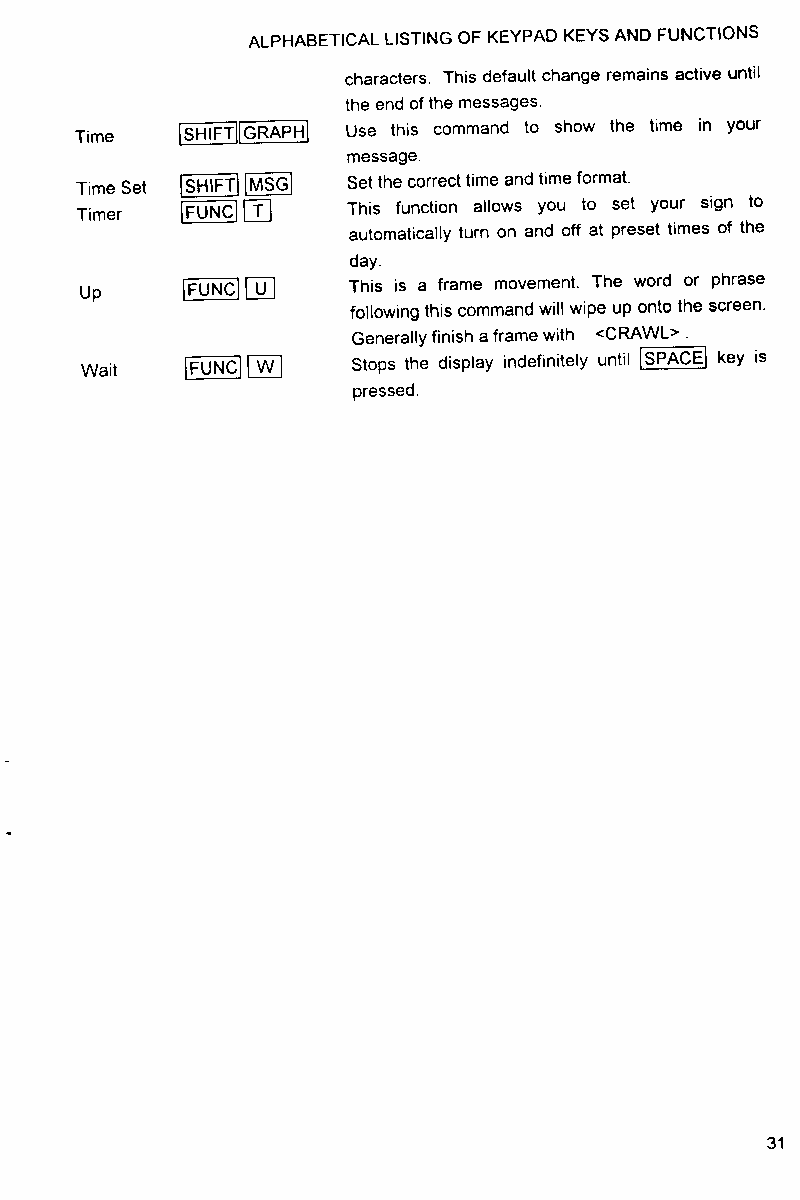 ALPHABETICAL LISTING OF KEYPAD KEYS AND FUNCTIONS
characters. This default change remains active until
the end of the messages.
Time SHIFT GRAPH Use this command to show the time in your
message.
Time Set SHIFT MSG Set the correct time and time format.
Timer FUNC T This function allows you to set your sign to
automatically turn on and off at preset times of the
day.
Up FUNC U This is a frame movement. The word or phrase
following this command will wipe up onto the screen.
Generally finish a frame with <CRAWL> .
Wait FUNC W Stops the display indefinitely until SPACE key is
pressed.
31